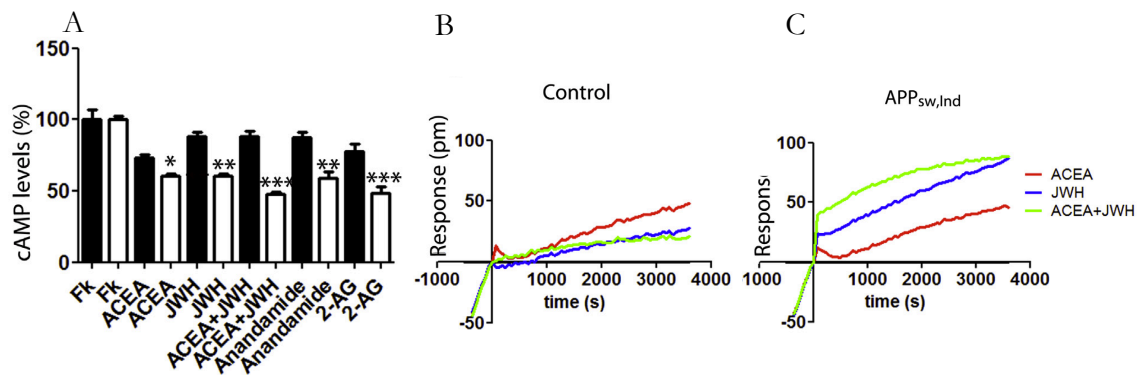 A
B
C
cAMP levels (%)
150
100
50
0
*
**
***
**
***
Fk
Fk
ACEA
ACEA
JWH
JWH
ACEA+JWH
ACEA+JWH
Anandamide
Anandamide
2-AG
2-AG
Control
Response (pm)
100
50
-50
-1000
0
1000
2000
3000
4000
time (s)
APPsw,Ind
Respons
100
50
-50
1000
0
1000
2000
3000
4000
time (s)
ACEA
JWH
ACEA+JWH